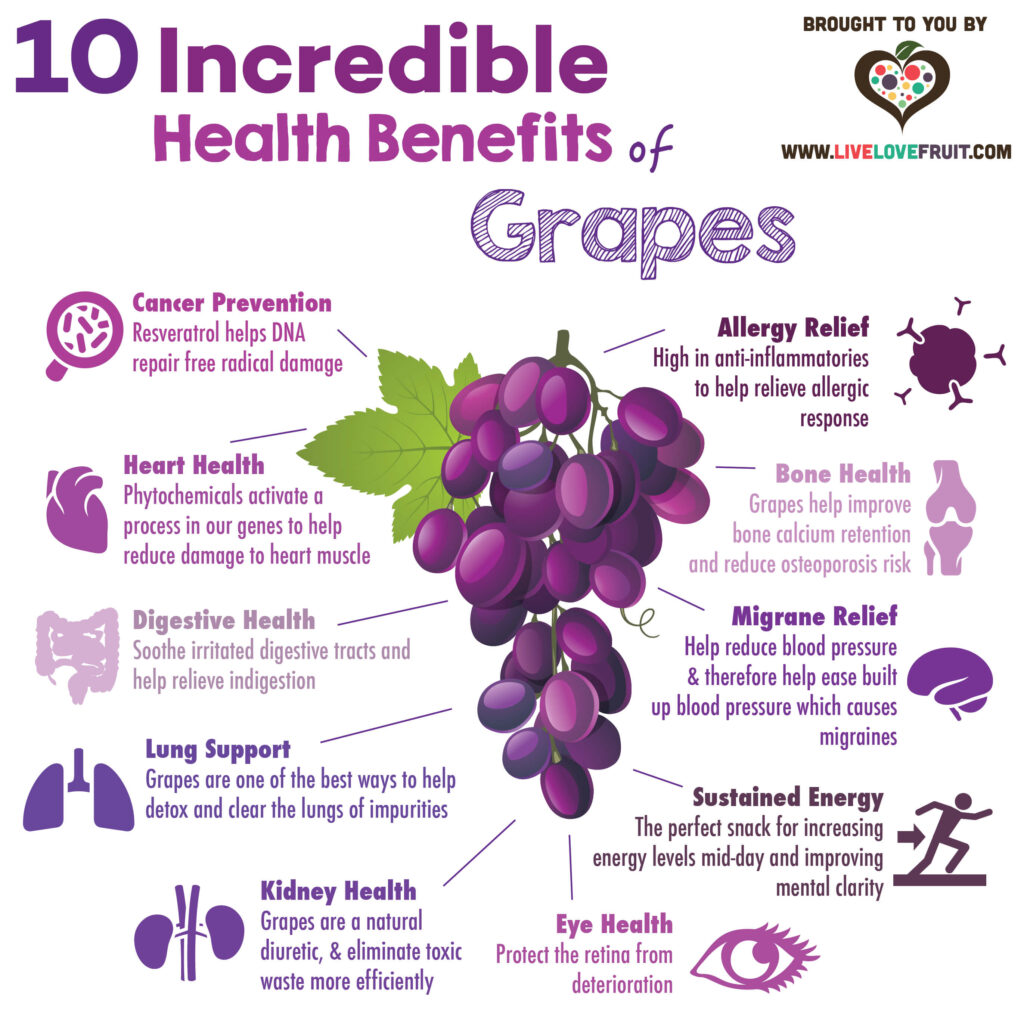 10 Incredible
Health Benefits of
Grapes
BROUGHT TO YOU BY
WWW.LIVELOVEFRUIT.COM
Cancer Prevention
Resveratrol helps DNA
repair free radical damage
Heart Health
Phytochemicals activate a
process in our genes to help
reduce damage to heart muscle
Digestive Health
Soothe irritated digestive tracts and
help relieve indigestion
Lung Support
Grapes are one of the best ways to help
detox and clear the lungs of impurities
Kidney Health
Grapes are a natural
diuretic, & eliminate toxic
waste more efficiently
Allergy Relief
High in anti-inflammatories
to help relieve allergic
response
Bone Health
Grapes help improve
bone calcium retention
and reduce osteoporosis risk
Migrane Relief
Help reduce blood pressure
& therefore help ease built
up blood pressure which causes
migraines
Sustained Energy
The perfect snack for increasing
energy levels mid-day and improving
mental clarity
Eye Health
Protect the retina from
deterioration